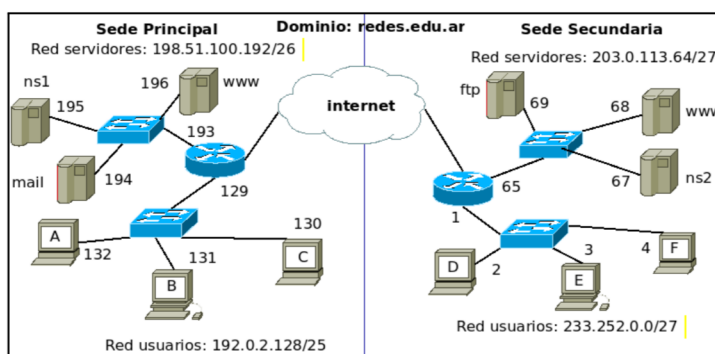 Sede Principal
Dominio: redes.edu.ar
Sede Secundaria
Red servidores: 198.51.100.192/26
Red servidores: 203.0.113.64/27
ns1
196
www
195
193
mail
194
129
internet
ftp
69
68
www
65
67
ns2
1
A
132
131
B
130
C
D
2
3
E
4
F
Red usuarios: 192.0.2.128/25
Red usuarios: 233.252.0.0/27